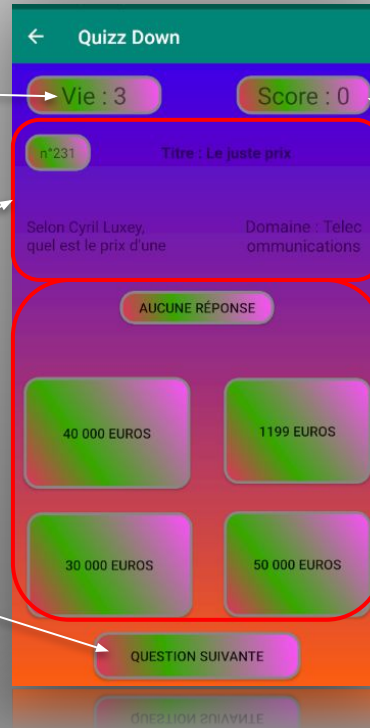 Quizz Down
Vie : 3
Score : 0
n°231
Titre : Le juste prix
Selon Cyril Luxey,
quel est le prix d'une
Domaine : Telec
ommunications
AUCUNE RÉPONSE
40 000 EUROS
1199 EUROS
30 000 EUROS
50 000 EUROS
QUESTION SUIVANTE